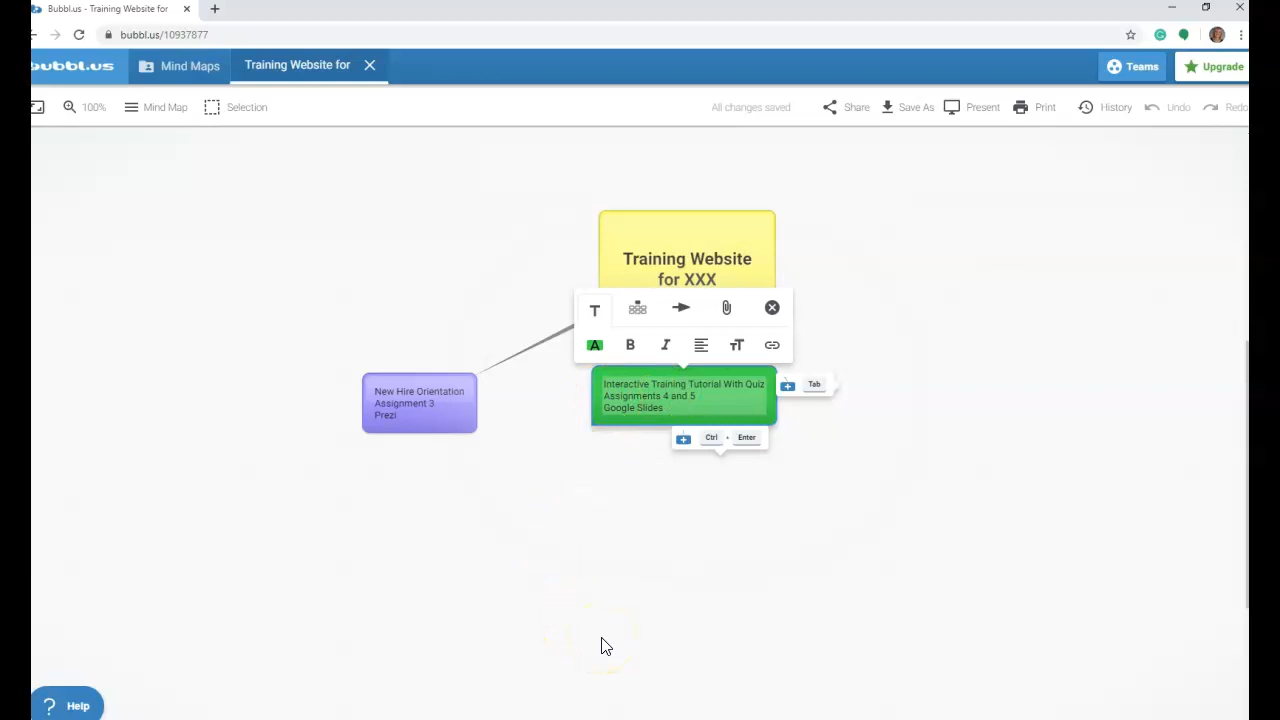 Bubbl.us - Training Website for
bubbl.us/10937877
bubbl.us
Mind Maps
Training Website for
Teams
Upgrade
100%
Mind Map
Selection
All changes saved
Share
Save As
Present
Print
History
Undo
Redo
Training Website
for XXX
T
A
B
I
TT
New Hire Orientation
Assignment 3
Prezi
Interactive Training Tutorial With Quiz
Assignments 4 and 5
Google Slides
Tab
Ctrl + Enter
? Help